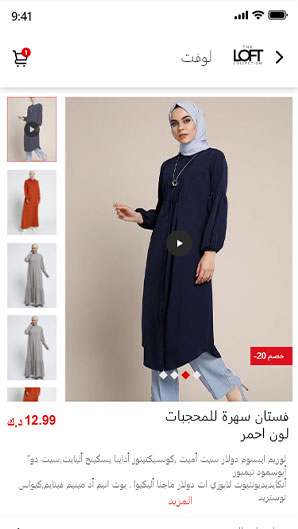 9:41
1
لوفت
THE
LOFT
COLLECTION
خصم 20-%
فستان سهرة للمحجبات
لون احمر
12.99 د.ك
لوريم ايبسوم دولار سيت أميت ,كونسيكتيتور أدايبا يسكينج أليايت,سيت دو"
أيوسمود تيمبور
أنكايديديونتيوت لابوري ات دولار ماجنا أليكيوا . يوت انيم أد مينيم فينايم,كيواس
نوستريد
المزيد